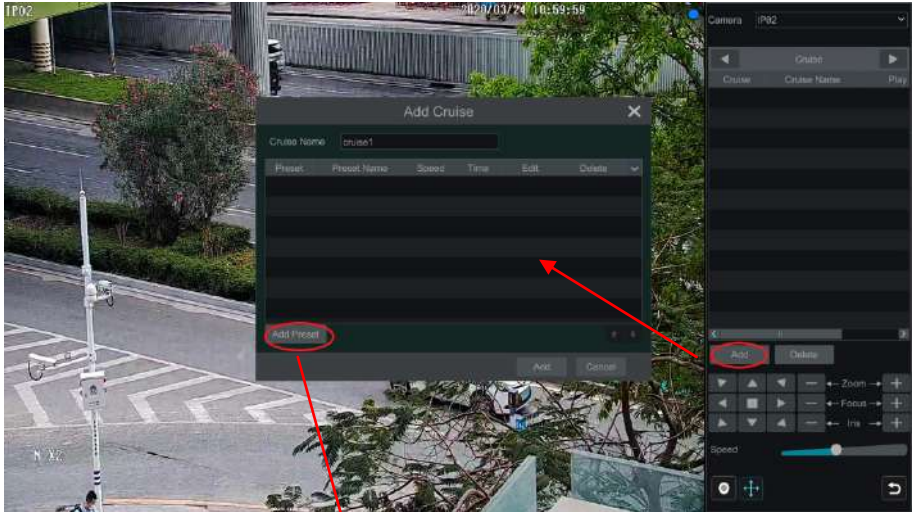 IP02
2020/03/24 10:59:59
Camera IP02
Cruise
Cruise Cruise Name Play
Add Cruise
Cruise Name cruise1
Preset Preset Name Speed Time Edit Delete
Add Preset
Add Cancel
Add Delete
Zoom
Focus
Iris
Speed